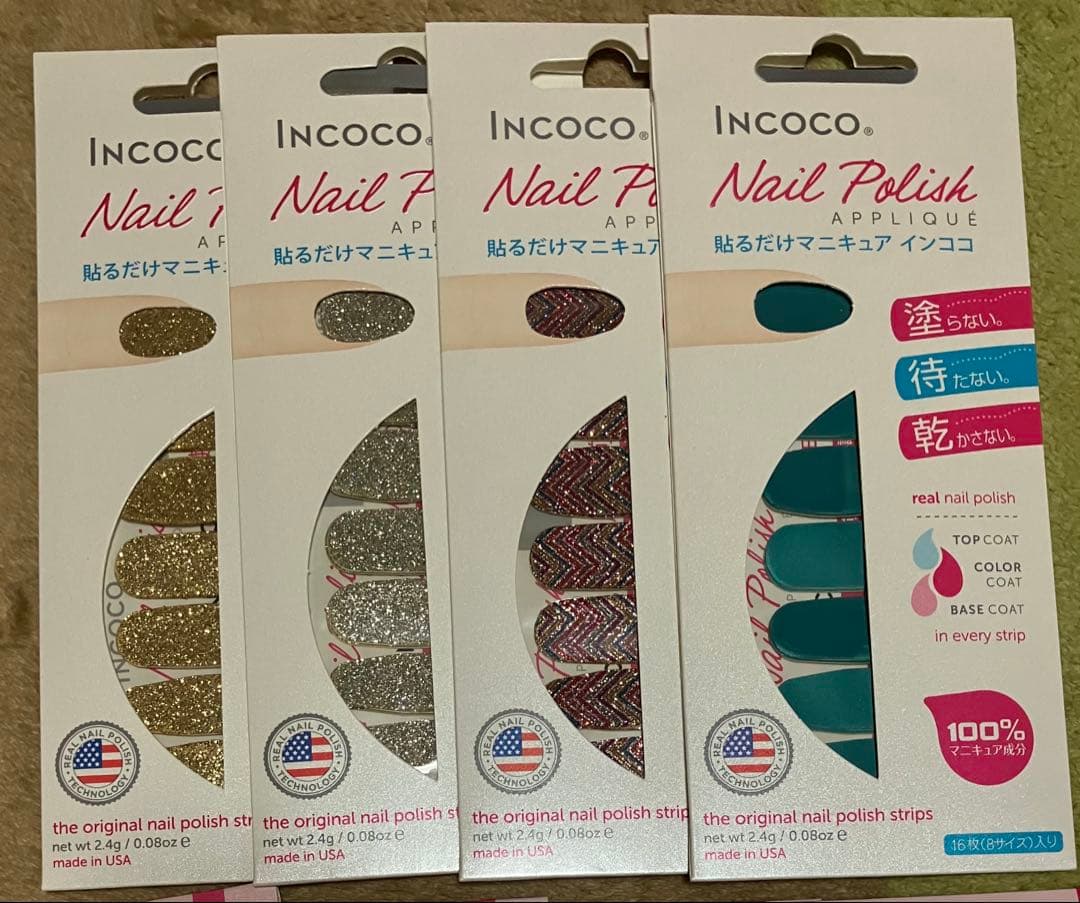 INCOCO
Nail P
AP
貼るだけマニキ
INCOCO
REAL NAIL POLISH
TECHNOLOGY
the original nail polish str
net wt 2.4g / 0.08oz e
made in USA
INCOCO®
Nail P
APP
貼るだけマニキュ
REAL NAIL POLISH
TECHNOLOGY
the original nail polish st
net wt 2.4g / 0.08oz e
made in USA
INCOCO®
Nail Po
APP
貼るだけマニキュア
REAL NAIL POLISH
TECHNOLOGY
the original nail polish strip
net wt 2.4g / 0.08oz e
made in USA
INCOCO®
Nail Polish
APPLIQUÉ
貼るだけマニキュア インココ
塗らない。
待たない。
乾かさない。
real nail polish
TOP COAT
COLOR
COAT
BASE COAT
in every strip
Nail Polish
100%
マニキュア成分
REAL NAIL POLISH
TECHNOLOGY
the original nail polish strips
net wt 2.4g / 0.08oz e
made in USA
16枚(8サイズ)入り